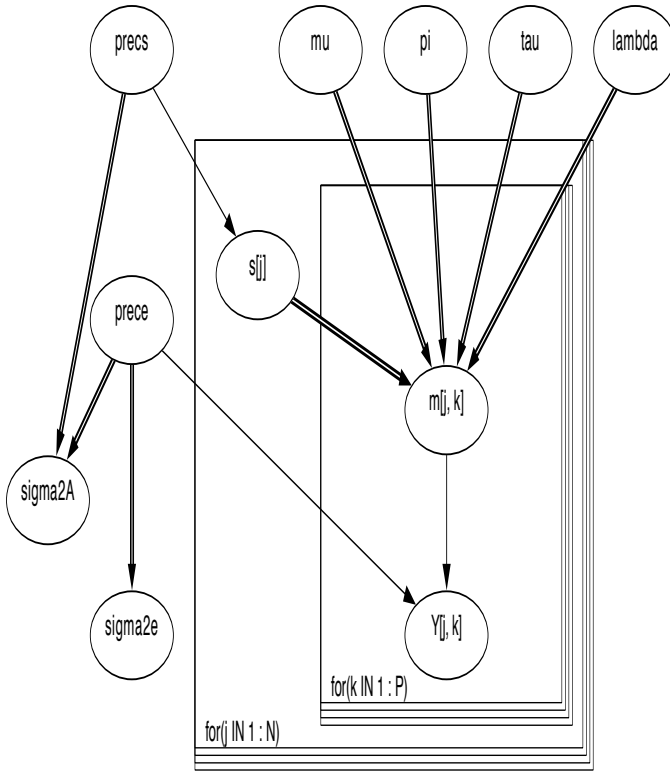 precs
mu
pi
tau
lambda
s[j]
prece
m[j, k]
sigma2A
sigma2e
Y[j, k]
for(k IN 1 : P)
for(j IN 1 : N)